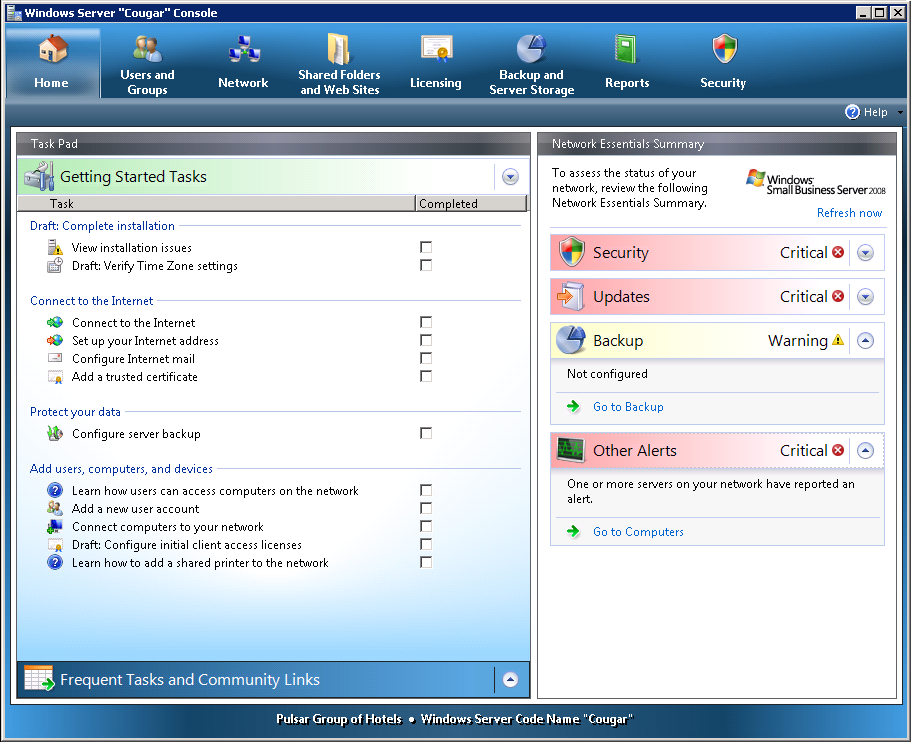 Windows Server "Cougar" Console
Home
Users and
Groups
Network
Shared Folders
and Web Sites
Licensing
Backup and
Server Storage
Reports
Security
Help
Task Pad
Getting Started Tasks
Task Completed
Draft: Complete installation
View installation issues
Draft: Verify Time Zone settings
Connect to the Internet
Connect to the Internet
Set up your Internet address
Configure Internet mail
Add a trusted certificate
Protect your data
Configure server backup
Add users, computers, and devices
Learn how users can access computers on the network
Add a new user account
Connect computers to your network
Draft: Configure initial client access licenses
Learn how to add a shared printer to the network
Frequent Tasks and Community Links
Network Essentials Summary
To assess the status of your
network, review the following
Network Essentials Summary.
Windows
Small Business Server 2008
Refresh now
Security Critical
Updates Critical
Backup Warning
Not configured
Go to Backup
Other Alerts Critical
One or more servers on your network have reported an
alert.
Go to Computers
Pulsar Group of Hotels • Windows Server Code Name "Cougar"